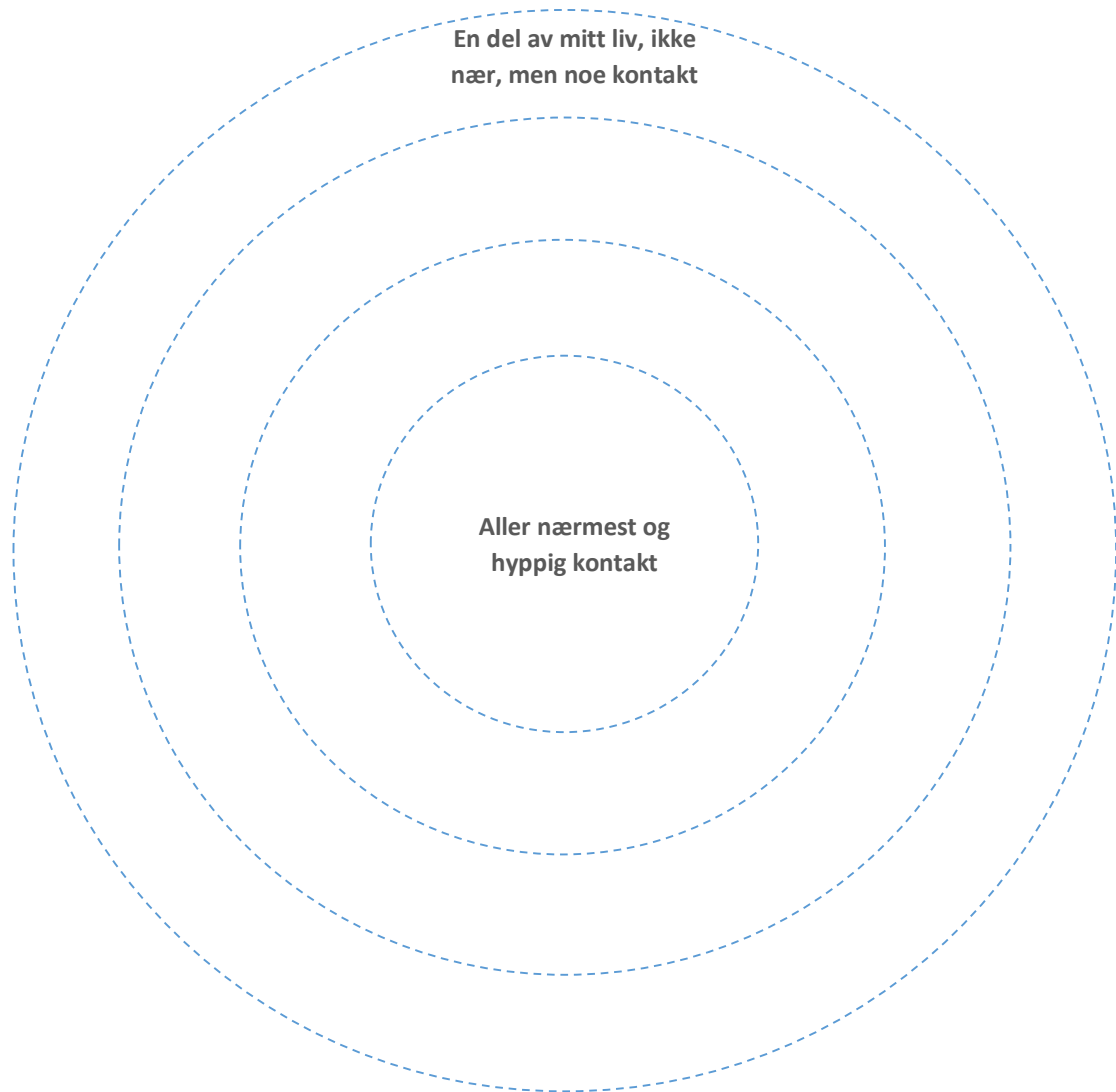 En del av mitt liv, ikke
nær, men noe kontakt
Aller nærmest og
hyppig kontakt